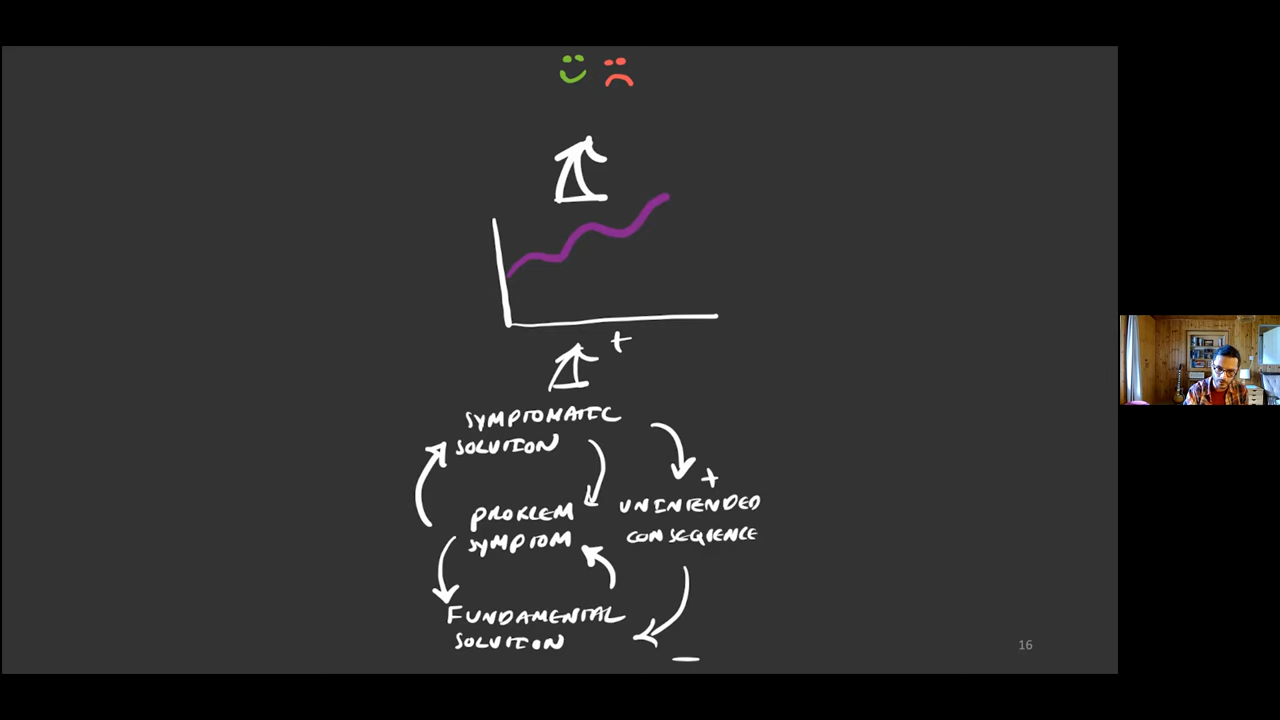 +
SYMPTOMATIC
SOLUTION
+
PROBLEM
SYMPTOM
UNINTENDED
CONSEQUENCE
FUNDAMENTAL
SOLUTION
–
16